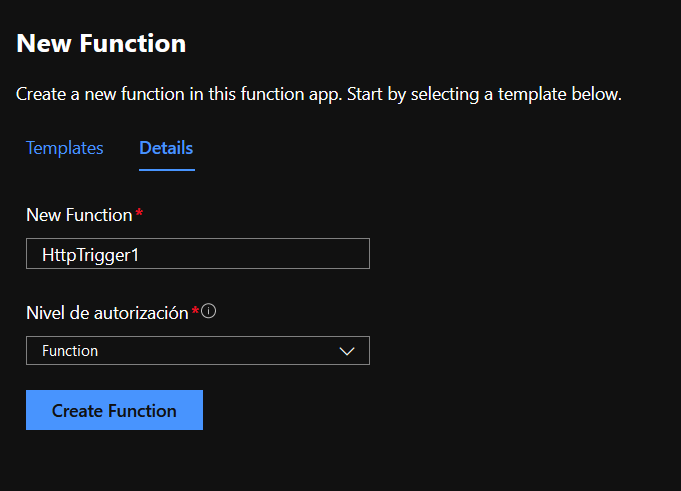 New Function
Create a new function in this function app. Start by selecting a template below.
Templates Details
New Function*
HttpTrigger1
Nivel de autorización*
Function
Create Function